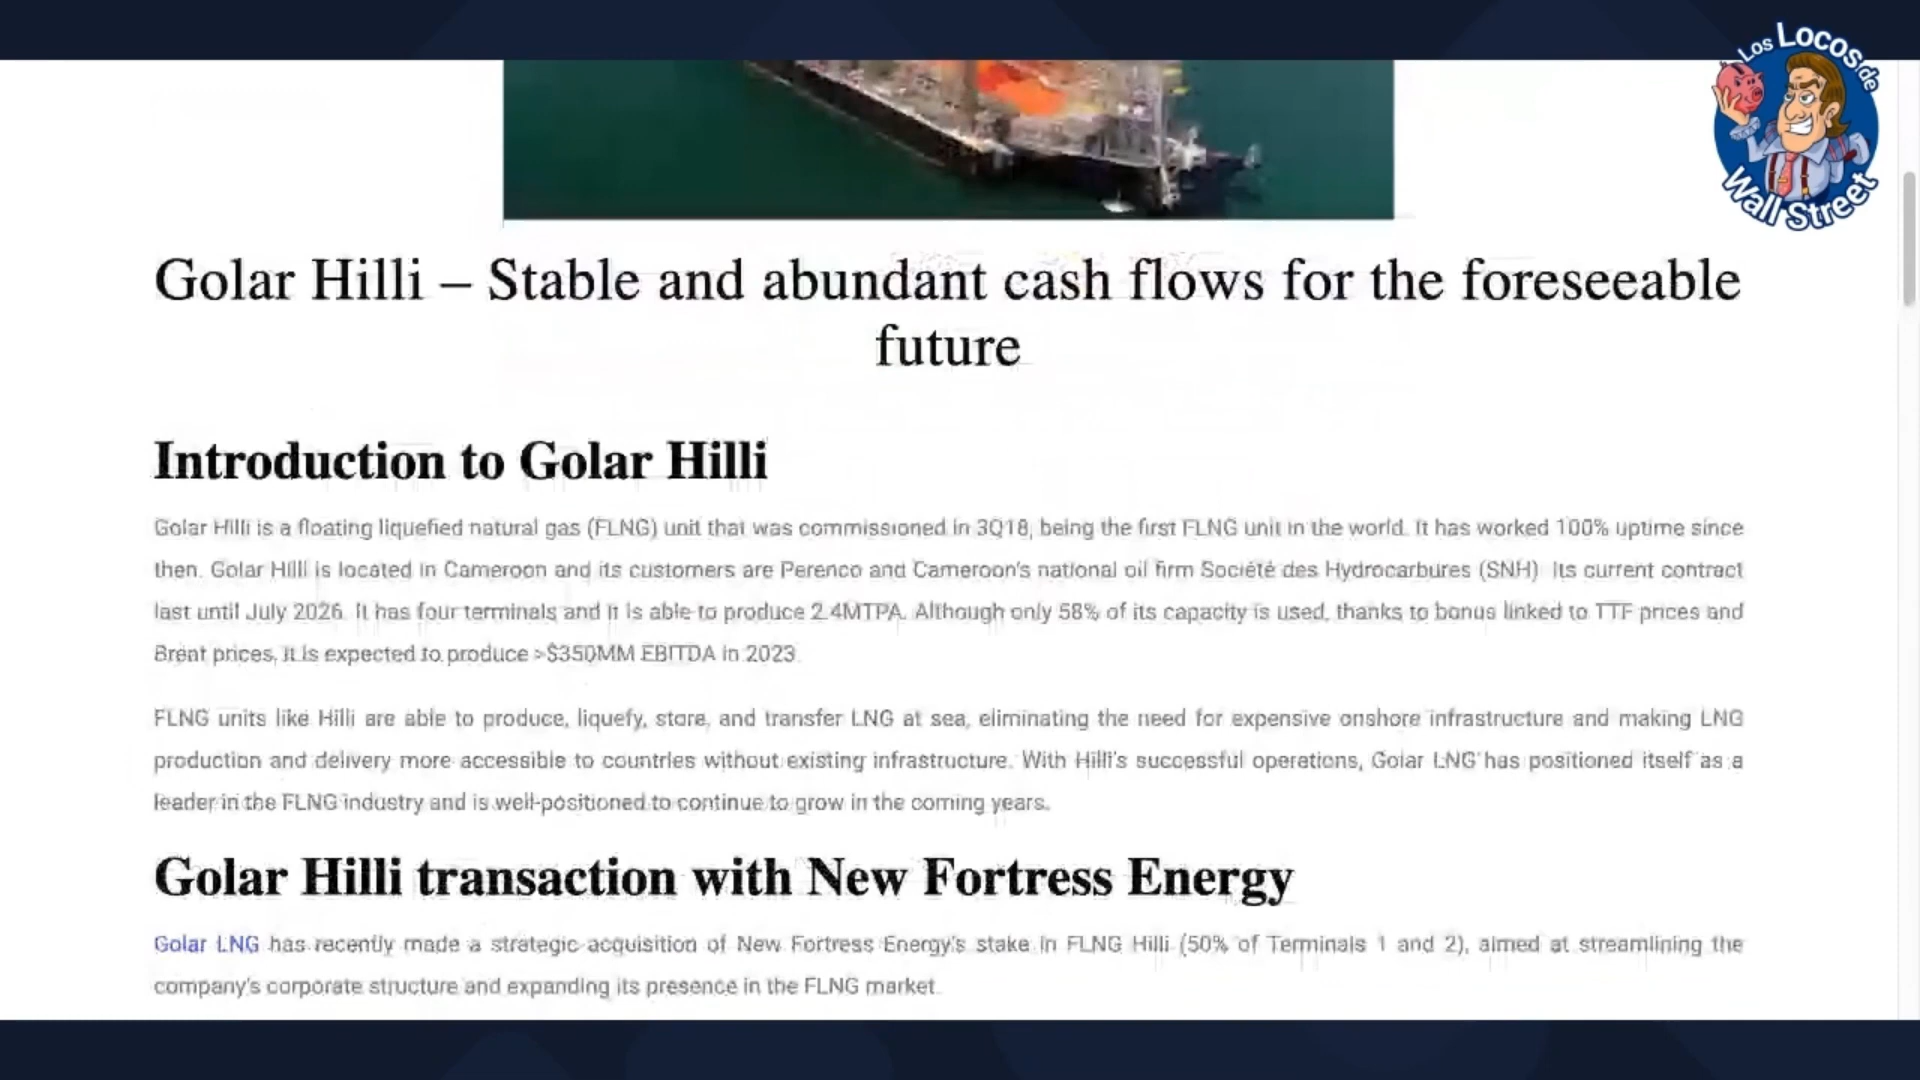 Los Locos de
Wall Street
Golar Hilli – Stable and abundant cash flows for the foreseeable
future
Introduction to Golar Hilli
Golar Hilli is a floating liquefied natural gas (FLNG) unit that was commissioned in 3Q18, being the first FLNG unit in the world. It has worked 100% uptime since
then. Golar Hilli is located in Cameroon and its customers are Perenco and Cameroon's national oil firm Société des Hydrocarbures (SNH). Its current contract
last until July 2026. It has four terminals and it is able to produce 2.4MTPA. Although only 58% of its capacity is used, thanks to bonus linked to TTF prices and
Brent prices, it is expected to produce >$350MM EBITDA in 2023.
FLNG units like Hilli are able to produce, liquefy, store, and transfer LNG at sea, eliminating the need for expensive onshore infrastructure and making LNG
production and delivery more accessible to countries without existing infrastructure. With Hilli's successful operations, Golar LNG has positioned itself as a
leader in the FLNG industry and is well-positioned to continue to grow in the coming years.
Golar Hilli transaction with New Fortress Energy
Golar LNG has recently made a strategic acquisition of New Fortress Energy's stake in FLNG Hilli (50% of Terminals 1 and 2), aimed at streamlining the
company's corporate structure and expanding its presence in the FLNG market.